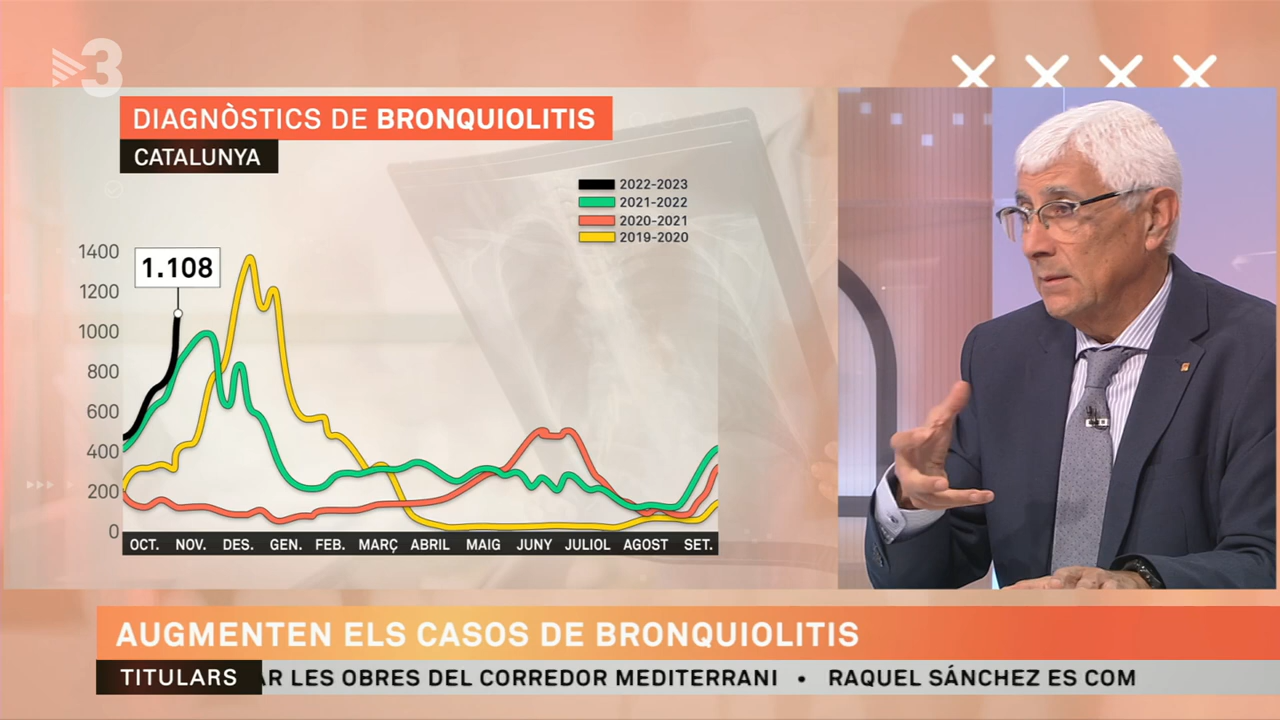 3
DIAGNÒSTICS DE BRONQUIOLITIS
CATALUNYA
2022-2023
2021-2022
2020-2021
2019-2020
1400
1200
1000
800
600
400
200
0
1.108
OCT. NOV. DES. GEN. FEB. MARÇ ABRIL MAIG JUNY JULIOL AGOST SET.
AUGMENTEN ELS CASOS DE BRONQUIOLITIS
TITULARS AR LES OBRES DEL CORREDOR MEDITERRANI • RAQUEL SÁNCHEZ ES COM